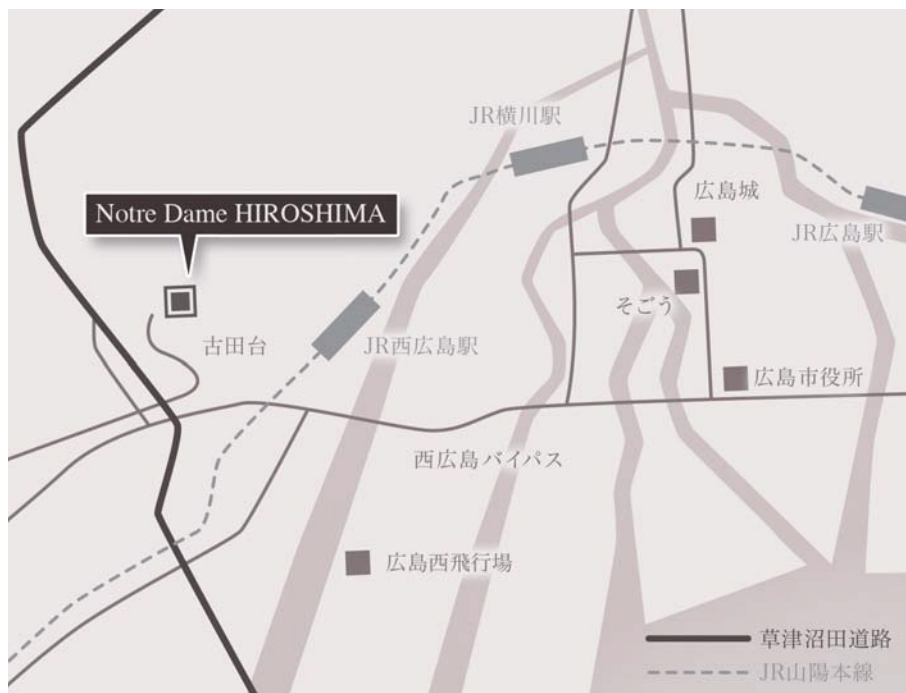 JR横川駅
広島城
Notre Dame HIROSHIMA
JR広島駅
そごう
古田台
JR西広島駅
広島市役所
西広島バイパス
広島西飛行場
草津沼田道路
JR山陽本線